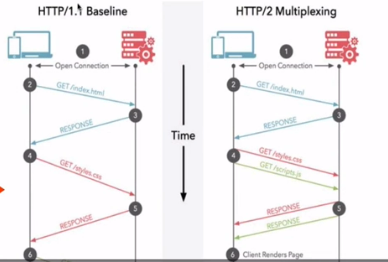 HTTP/1.1 Baseline
1
Open Connection
2
GET /index.html
3
RESPONSE
4
GET /styles.css
5
RESPONSE
6
Time
HTTP/2 Multiplexing
1
Open Connection
2
GET /index.html
3
RESPONSE
4
GET /styles.css
GET /scripts.js
5
RESPONSE
RESPONSE
6
Client Renders Page